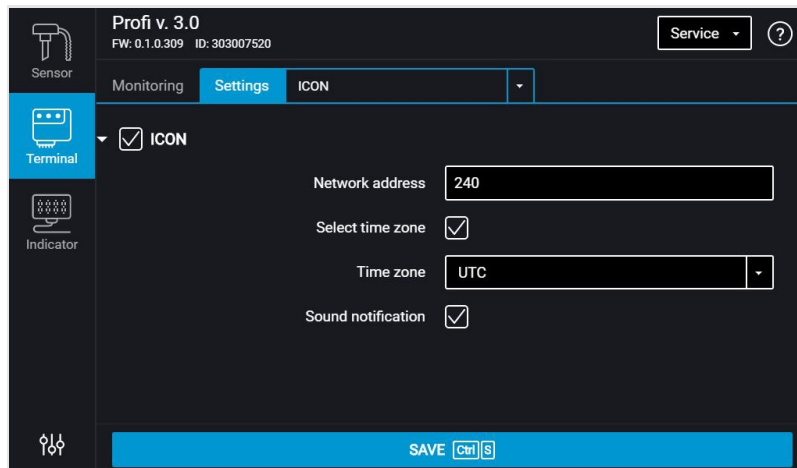 Profi v. 3.0
FW: 0.1.0.309 ID: 303007520
Service
?
Sensor
Monitoring Settings ICON
Terminal
ICON
Network address 240
Select time zone
Indicator
Time zone UTC
Sound notification
SAVE Ctrl S